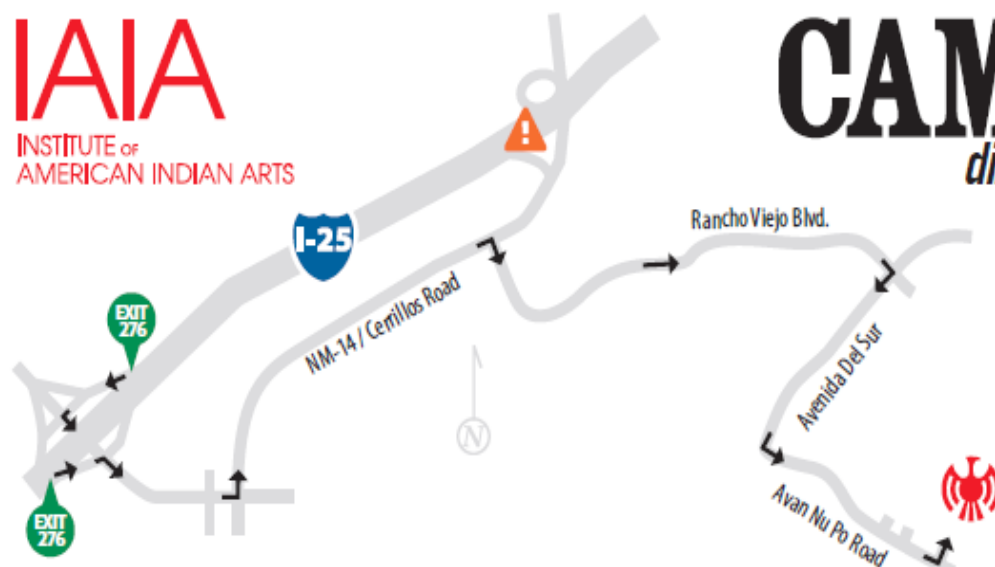 IAIA
INSTITUTE OF
AMERICAN INDIAN ARTS
CAM
di
!
I-25
Rancho Viejo Blvd.
EXIT
276
NM-14 / Cerrillos Road
Avenida Del Sur
N
EXIT
276
Avan Nu Po Road